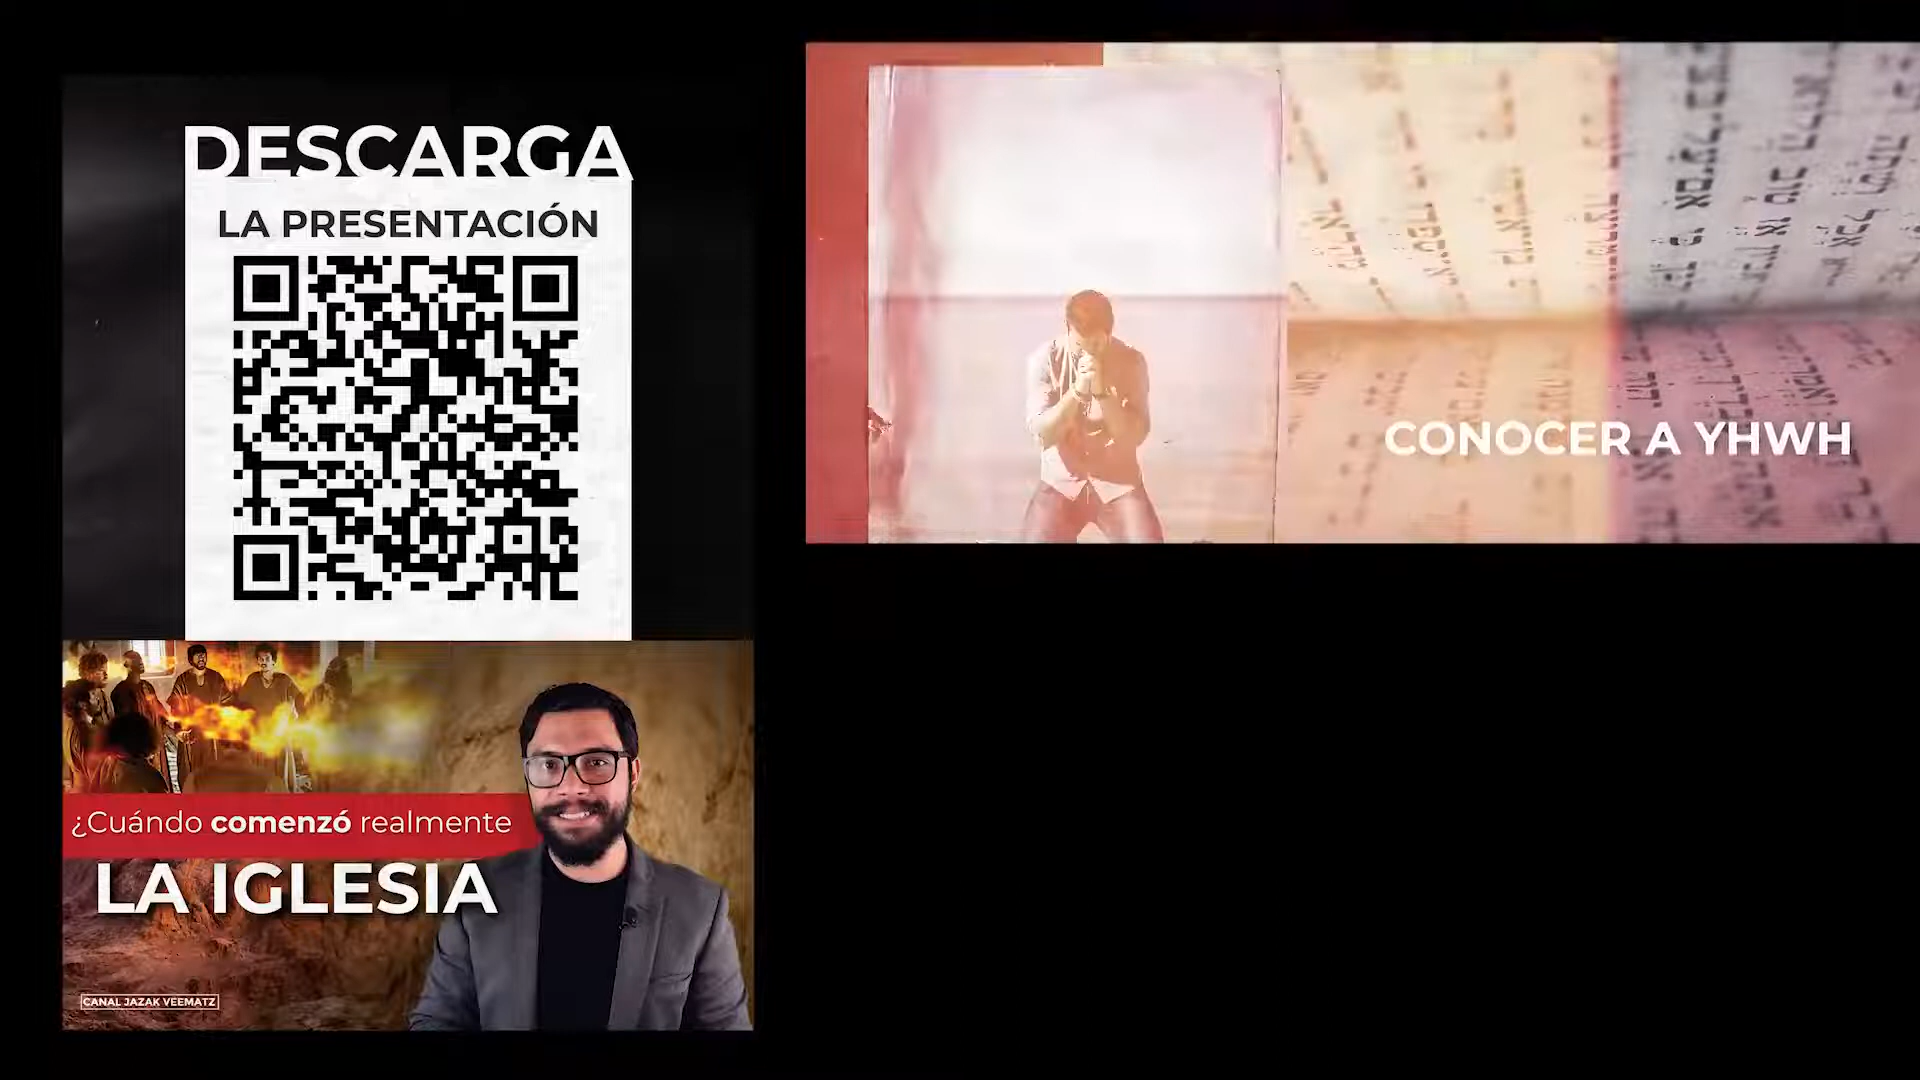 DESCARGA
LA PRESENTACIÓN
¿Cuándo comenzó realmente
LA IGLESIA
CANAL JAZAK VEEMATZ
CONOCER A YHWH